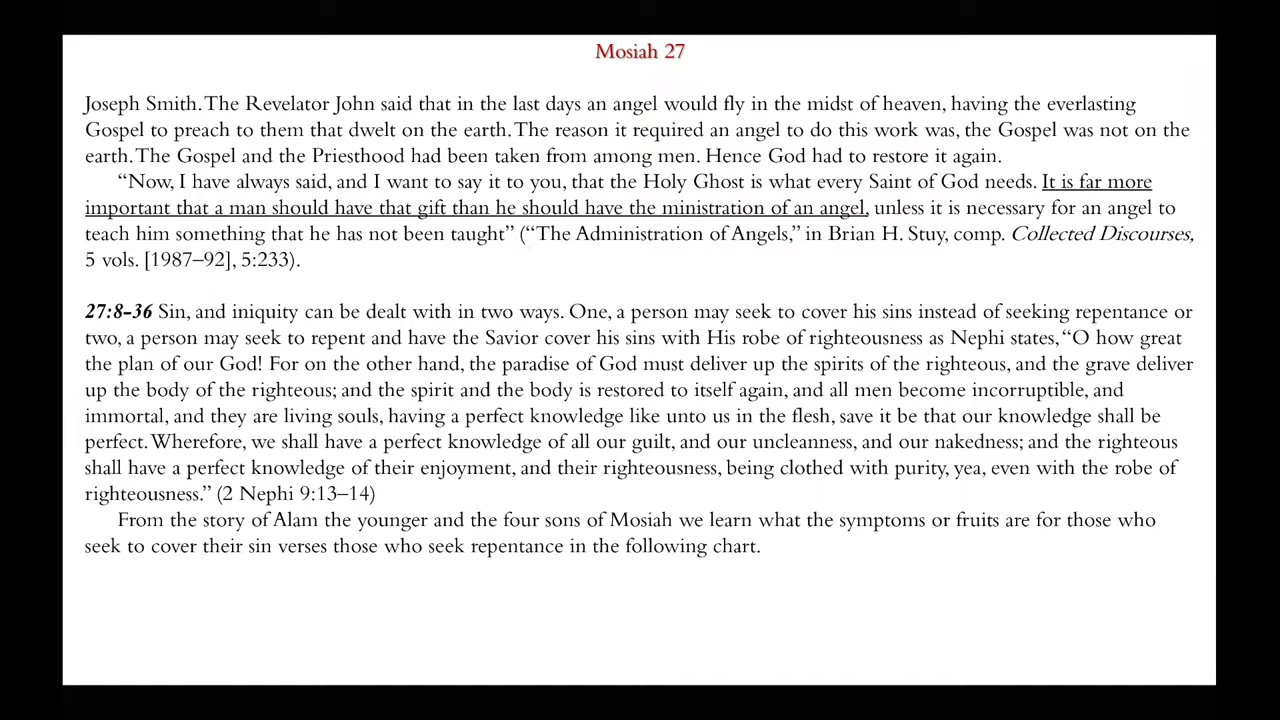 Mosiah 27
Joseph Smith. The Revelator John said that in the last days an angel would fly in the midst of heaven, having the everlasting
Gospel to preach to them that dwelt on the earth. The reason it required an angel to do this work was, the Gospel was not on the
earth. The Gospel and the Priesthood had been taken from among men. Hence God had to restore it again.
“Now, I have always said, and I want to say it to you, that the Holy Ghost is what every Saint of God needs. It is far more
important that a man should have that gift than he should have the ministration of an angel, unless it is necessary for an angel to
teach him something that he has not been taught” (“The Administration of Angels,” in Brian H. Stuy, comp. Collected Discourses,
5 vols. [1987–92], 5:233).
27:8-36 Sin, and iniquity can be dealt with in two ways. One, a person may seek to cover his sins instead of seeking repentance or
two, a person may seek to repent and have the Savior cover his sins with His robe of righteousness as Nephi states, “O how great
the plan of our God! For on the other hand, the paradise of God must deliver up the spirits of the righteous, and the grave deliver
up the body of the righteous; and the spirit and the body is restored to itself again, and all men become incorruptible, and
immortal, and they are living souls, having a perfect knowledge like unto us in the flesh, save it be that our knowledge shall be
perfect. Wherefore, we shall have a perfect knowledge of all our guilt, and our uncleanness, and our nakedness; and the righteous
shall have a perfect knowledge of their enjoyment, and their righteousness, being clothed with purity, yea, even with the robe of
righteousness.” (2 Nephi 9:13–14)
From the story of Alam the younger and the four sons of Mosiah we learn what the symptoms or fruits are for those who
seek to cover their sin verses those who seek repentance in the following chart.